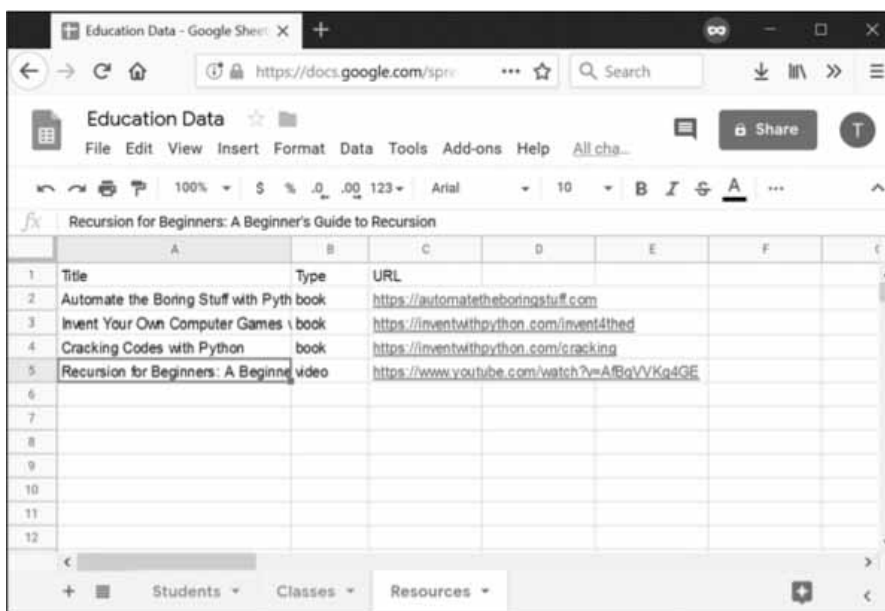 Education Data - Google Sheet
https://docs.google.com/spre
Search
Education Data
File Edit View Insert Format Data Tools Add-ons Help All cha...
Share
T
100% $ % .0 .00 123 Arial 10 B I S A ...
fx Recursion for Beginners: A Beginner's Guide to Recursion
A B C D E F
1 Title Type URL
2 Automate the Boring Stuff with Pyth book https://automatetheboringstuff.com
3 Invent Your Own Computer Games book https://inventwithpython.com/invent4thed
4 Cracking Codes with Python book https://inventwithpython.com/cracking
5 Recursion for Beginners: A Beginne video https://www.youtube.com/watch?v=AfBqVVKg4GE
6
7
8
9
10
11
12
Students Classes Resources